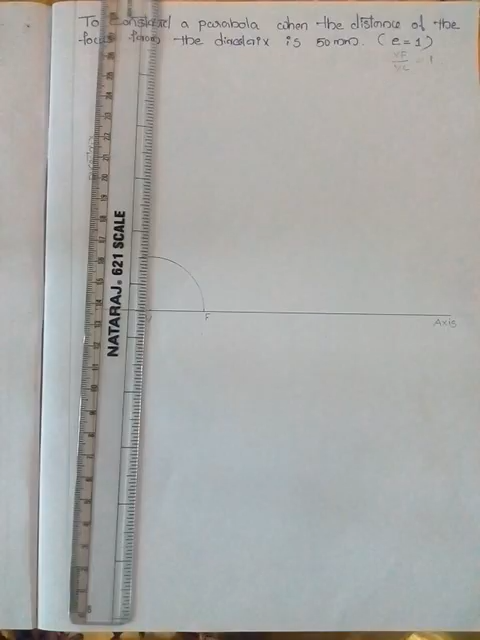 To construct a parabola when the distance of the
focus from the directrix is 50 mm. (e = 1)
VF
VC = 1
NATARAJ 621 SCALE
F
Axis